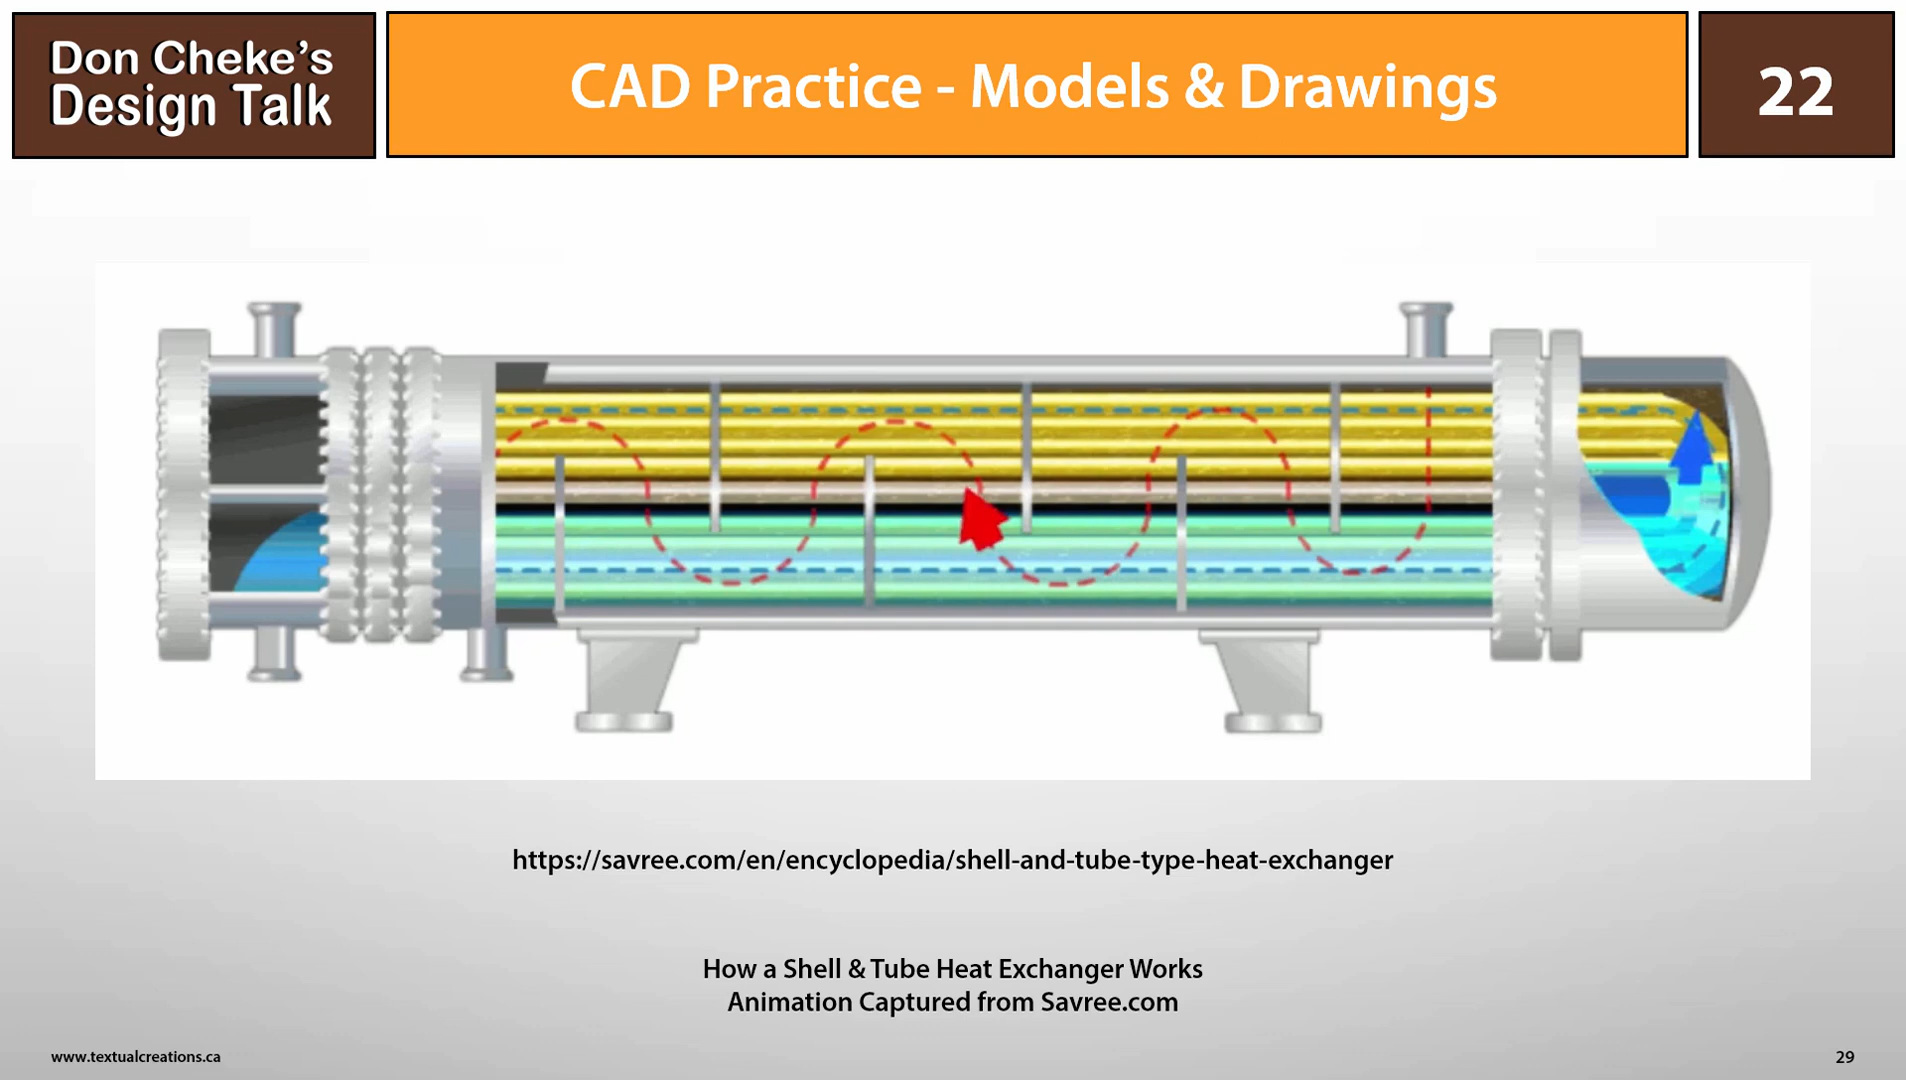 Don Cheke's
Design Talk
CAD Practice - Models & Drawings
22
https://savree.com/en/encyclopedia/shell-and-tube-type-heat-exchanger
How a Shell & Tube Heat Exchanger Works
Animation Captured from Savree.com
www.textualcreations.ca
29